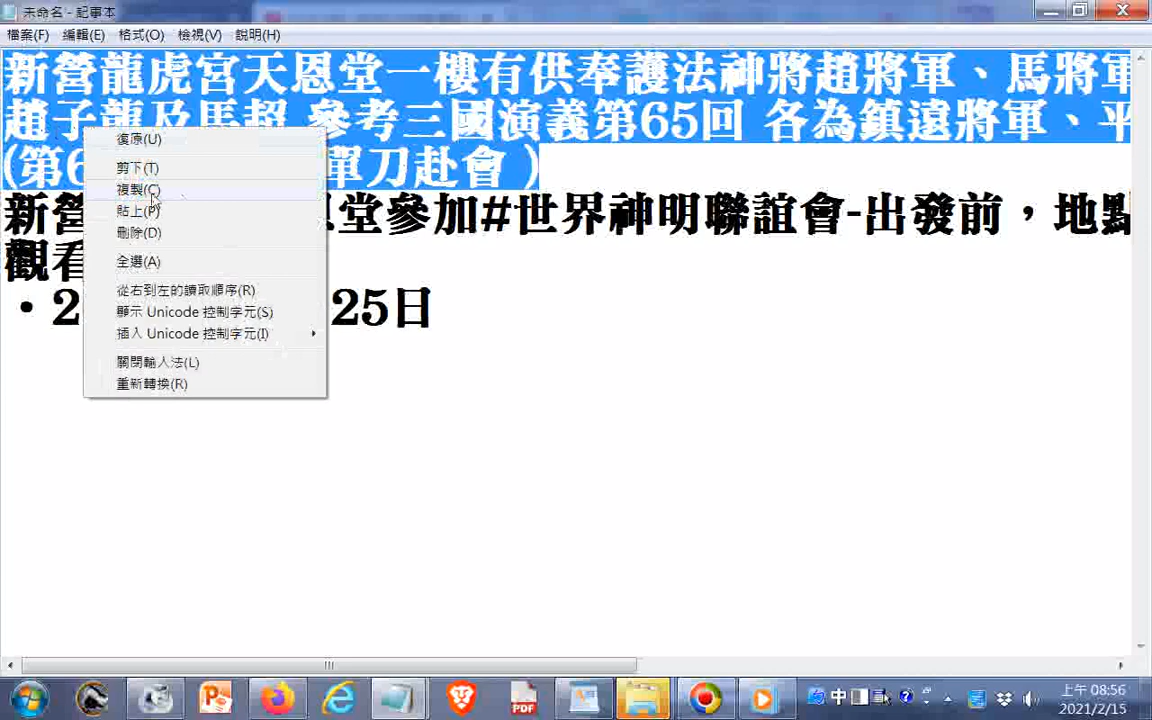 未命名 - 記事本
檔案(F) 編輯(E) 格式(O) 檢視(V) 說明(H)
新營龍虎宮天恩堂一樓有供奉護法神將趙將軍、馬將軍
趙子龍及馬超 參考三國演義第65回 各為鎮遠將軍、平
(第6 單刀赴會 )
新營 恩堂參加#世界神明聯誼會-出發前，地點
觀看
・2 25日
復原(U)
剪下(T)
複製(C)
貼上(P)
刪除(D)
全選(A)
從右到左的讀取順序(R)
顯示 Unicode 控制字元(S)
插入 Unicode 控制字元(I)
關閉輸入法(L)
重新轉換(R)
PDF
中
上午 08:56
2021/2/15